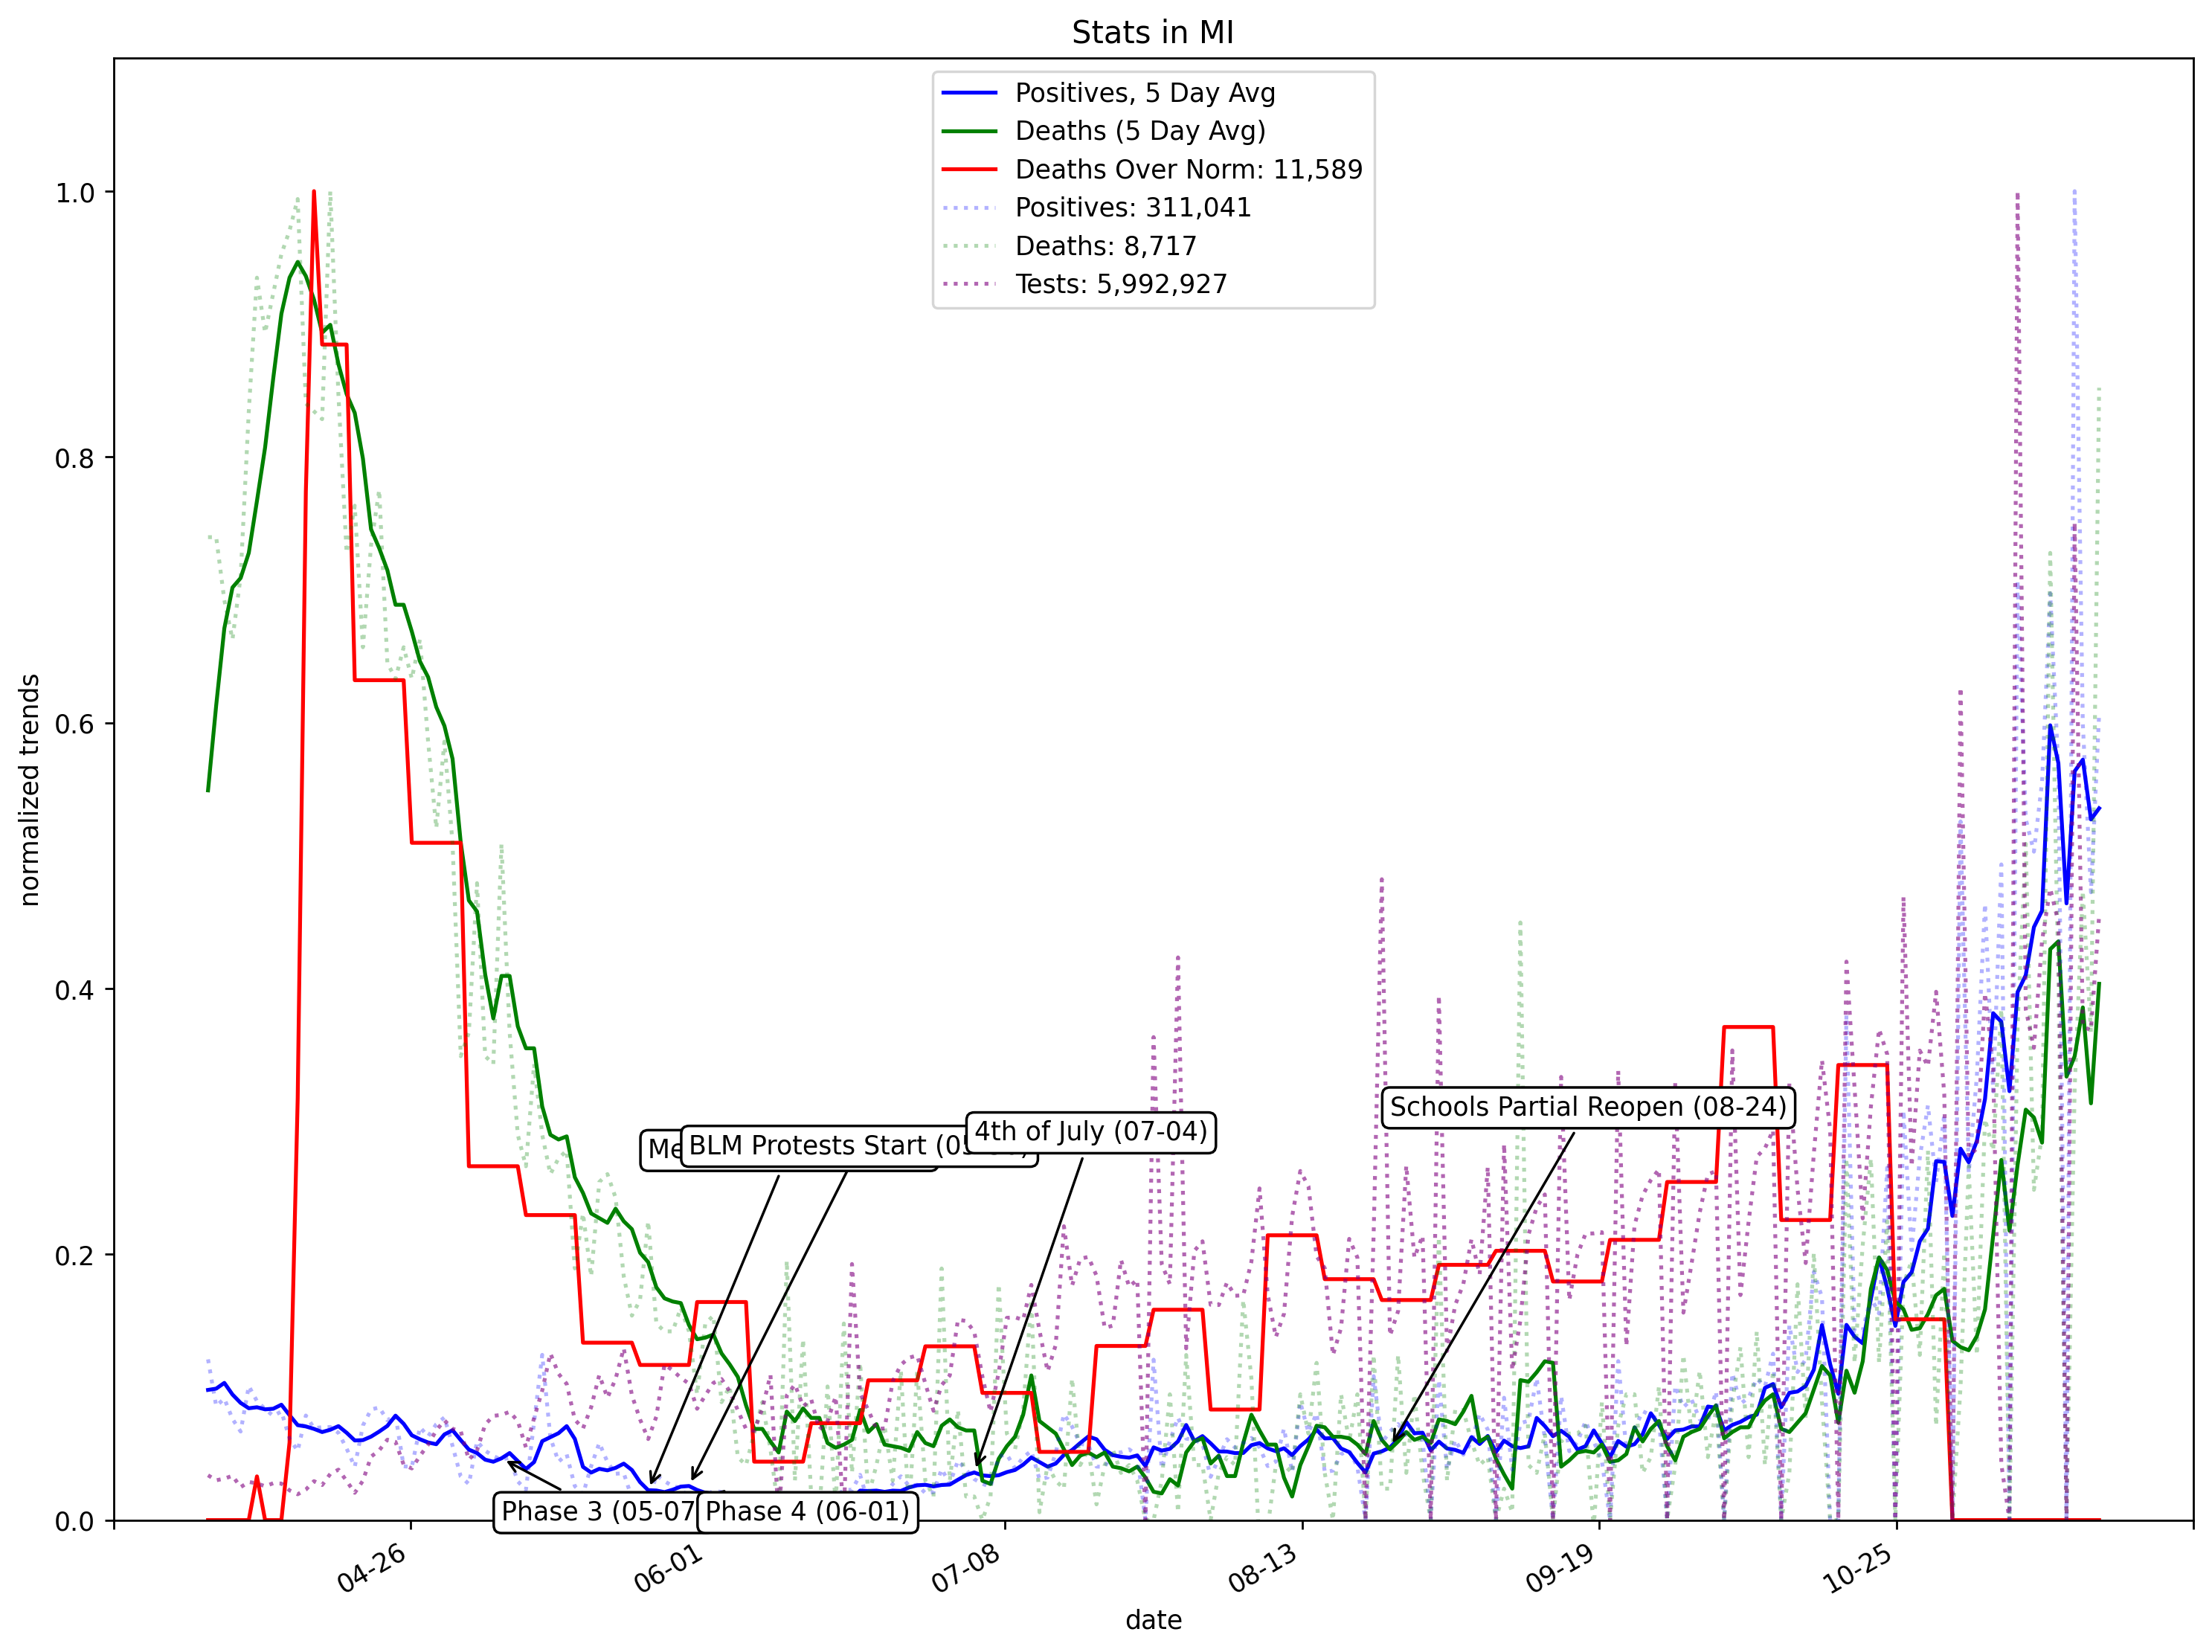 Stats in MI
Positives, 5 Day Avg
Deaths (5 Day Avg)
Deaths Over Norm: 11,589
Positives: 311,041
Deaths: 8,717
Tests: 5,992,927
normalized trends
1.0
0.8
0.6
0.4
0.2
0.0
BLM Protests Start
4th of July (07-04)
Schools Partial Reopen (08-24)
Phase 3 (05-07
Phase 4 (06-01)
04-26
06-01
07-08
08-13
09-19
10-25
date